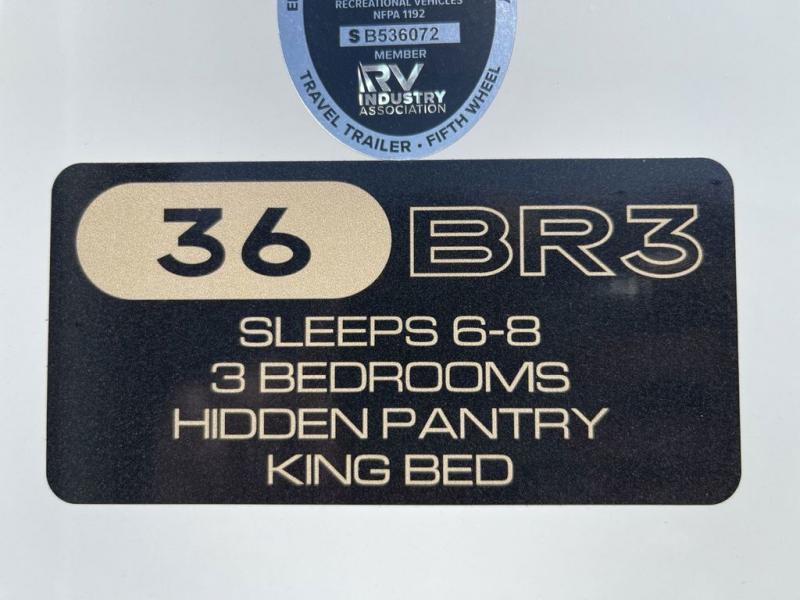 RECREATIONAL VEHICLES
NFPA 1192
S B536072
MEMBER
RV
INDUSTRY
ASSOCIATION
TRAVEL TRAILER • FIFTH WHEEL
36 BR3
SLEEPS 6-8
3 BEDROOMS
HIDDEN PANTRY
KING BED